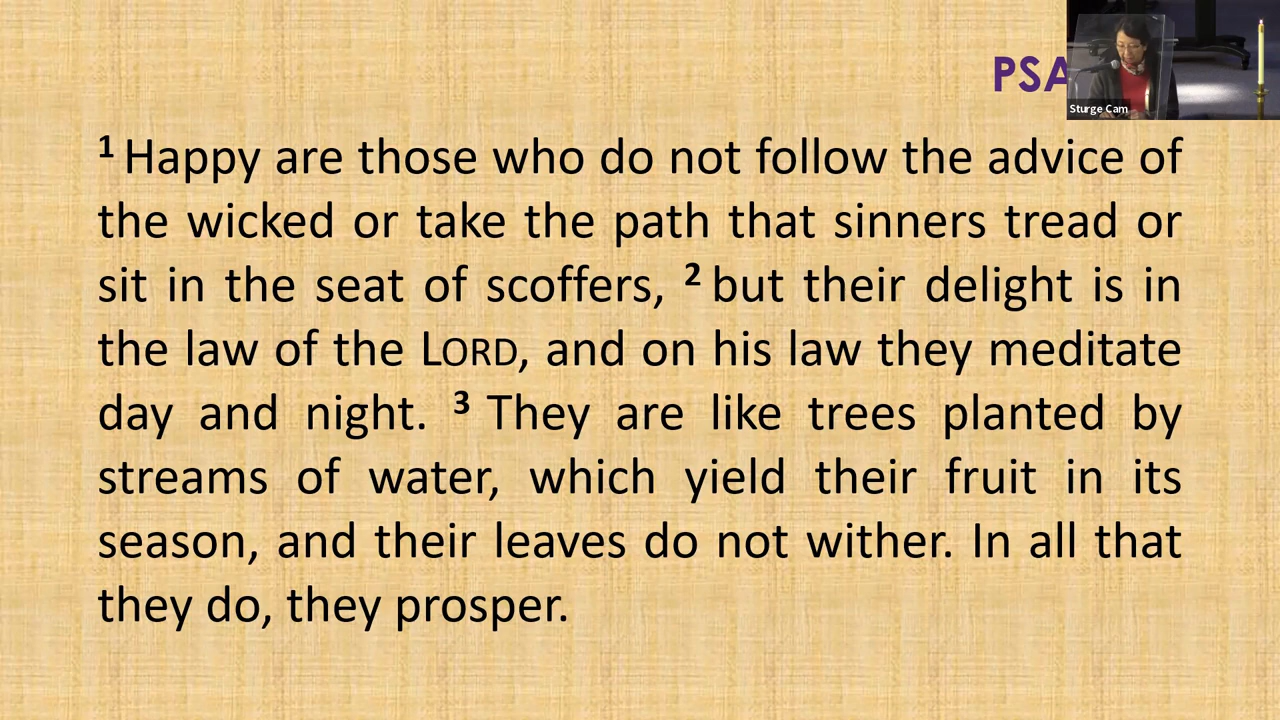 PSA
Sturge Cam
1 Happy are those who do not follow the advice of
the wicked or take the path that sinners tread or
sit in the seat of scoffers, 2 but their delight is in
the law of the LORD, and on his law they meditate
day and night. 3 They are like trees planted by
streams of water, which yield their fruit in its
season, and their leaves do not wither. In all that
they do, they prosper.